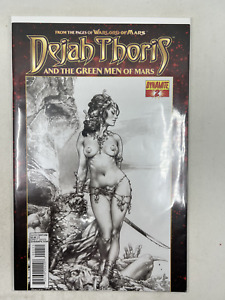 FROM THE PAGES OF WARLORD OF MARS
DEJAH THORIS
AND THE GREEN MEN OF MARS
DYNAMITE
2